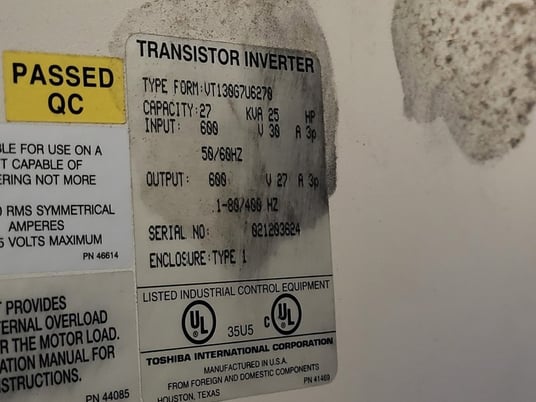 PASSED
QC
BLE FOR USE ON A
T CAPABLE OF
ERING NOT MORE
0 RMS SYMMETRICAL
AMPERES
5 VOLTS MAXIMUM
PN 46614
T PROVIDES
TERNAL OVERLOAD
R THE MOTOR LOAD.
ATION MANUAL FOR
STRUCTIONS.
PN 44085
TRANSISTOR INVERTER
TYPE FORM:VT130G7U6270
CAPACITY:27 KVA 25 HP
INPUT: 600 V 30 A 3p
50/60HZ
OUTPUT: 600 V 27 A 3p
.1-80/400 HZ
SERIAL NO: 021203624
ENCLOSURE:TYPE 1
LISTED INDUSTRIAL CONTROL EQUIPMENT
UL 35U5 C UL
TOSHIBA INTERNATIONAL CORPORATION
MANUFACTURED IN U.S.A.
FROM FOREIGN AND DOMESTIC COMPONENTS
HOUSTON, TEXAS PN 41469